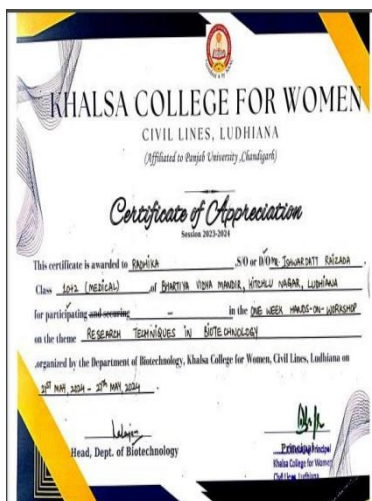 KHALSA COLLEGE FOR WOMEN
CIVIL LINES, LUDHIANA
(Affiliated to Panjab University ,Chandigarh)
Certificate of Appreciation
Session 2023-2024
This certificate is awarded to RADHIKA S/O or D/O Mr. ISHWARDATT RAIZADA
Class 10+2 (MEDICAL) of BHARTIYA VIDYA MANDIR, KITCHLU NAGAR, LUDHIANA
for participating and securing - in the ONE WEEK HANDS-ON-WORKSHOP
on the theme RESEARCH TECHNIQUES IN BIOTECHNOLOGY
organized by the Department of Biotechnology, Khalsa College for Women, Civil Lines, Ludhiana on
21ST MAY, 2024 - 27th MAY, 2024
Head, Dept. of Biotechnology
Principal
Khalsa College for Women
Civil Lines, Ludhiana